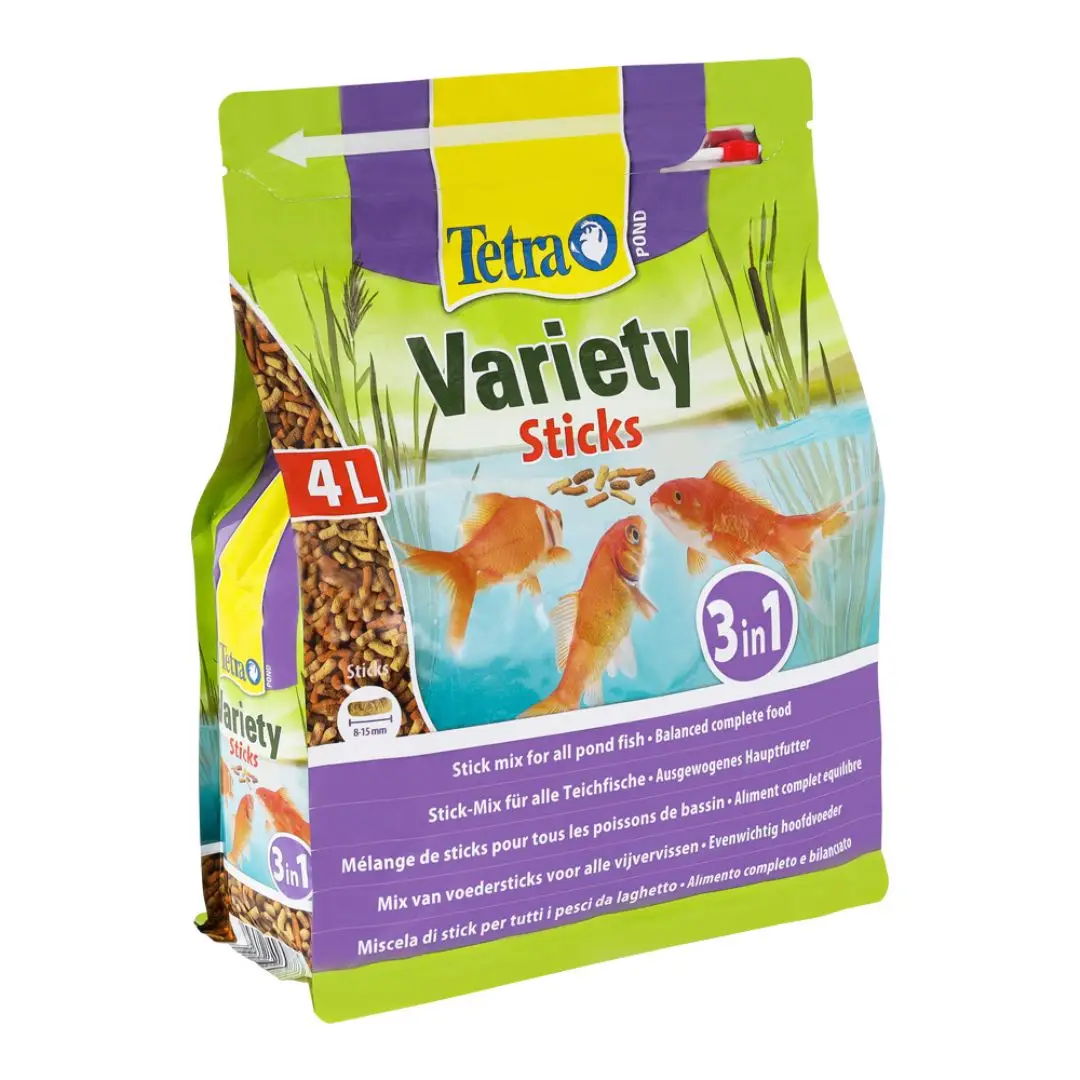 Tetra
POND
Variety
Sticks
4L
3in1
Sticks
8-15mm
Stick mix for all pond fish • Balanced complete food
Stick-Mix für alle Teichfische • Ausgewogenes Hauptfutter
Mélange de sticks pour tous les poissons de bassin • Aliment complet equilibre
Mix van voedersticks voor alle vijvervissen • Evenwichtig hoofdvoeder
Miscela di stick per tutti i pesci da laghetto • Alimento completo e bilanciato
Tetra
POND
Variety
Sticks
3in1